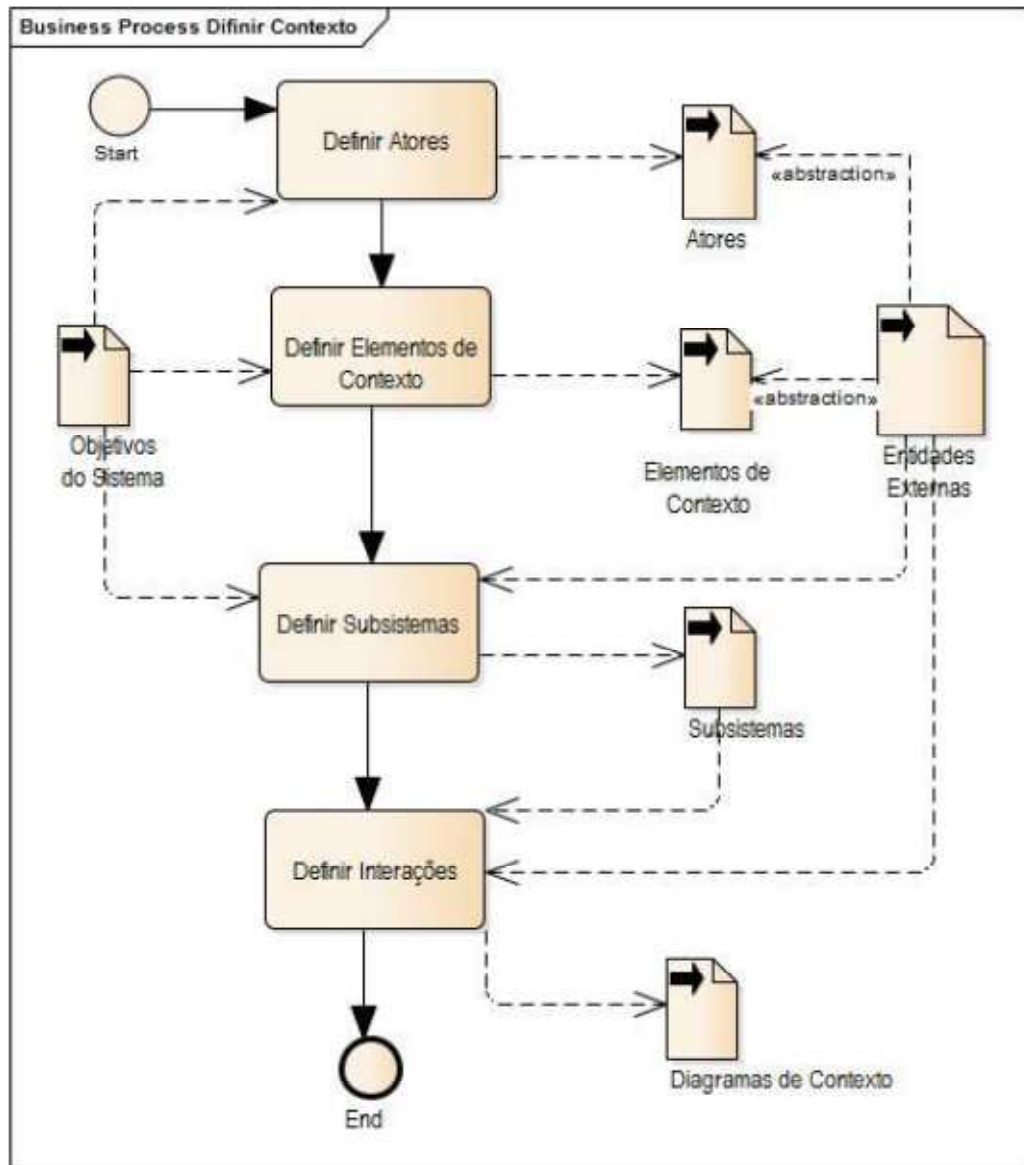 Business Process Difinir Contexto
Start
Definir Atores
«abstraction»
Atores
Definir Elementos de
Contexto
«abstraction»
Objetivos
do Sistema
Elementos de
Contexto
Entidades
Externas
Definir Subsistemas
Subsistemas
Definir Interações
Diagramas de Contexto
End